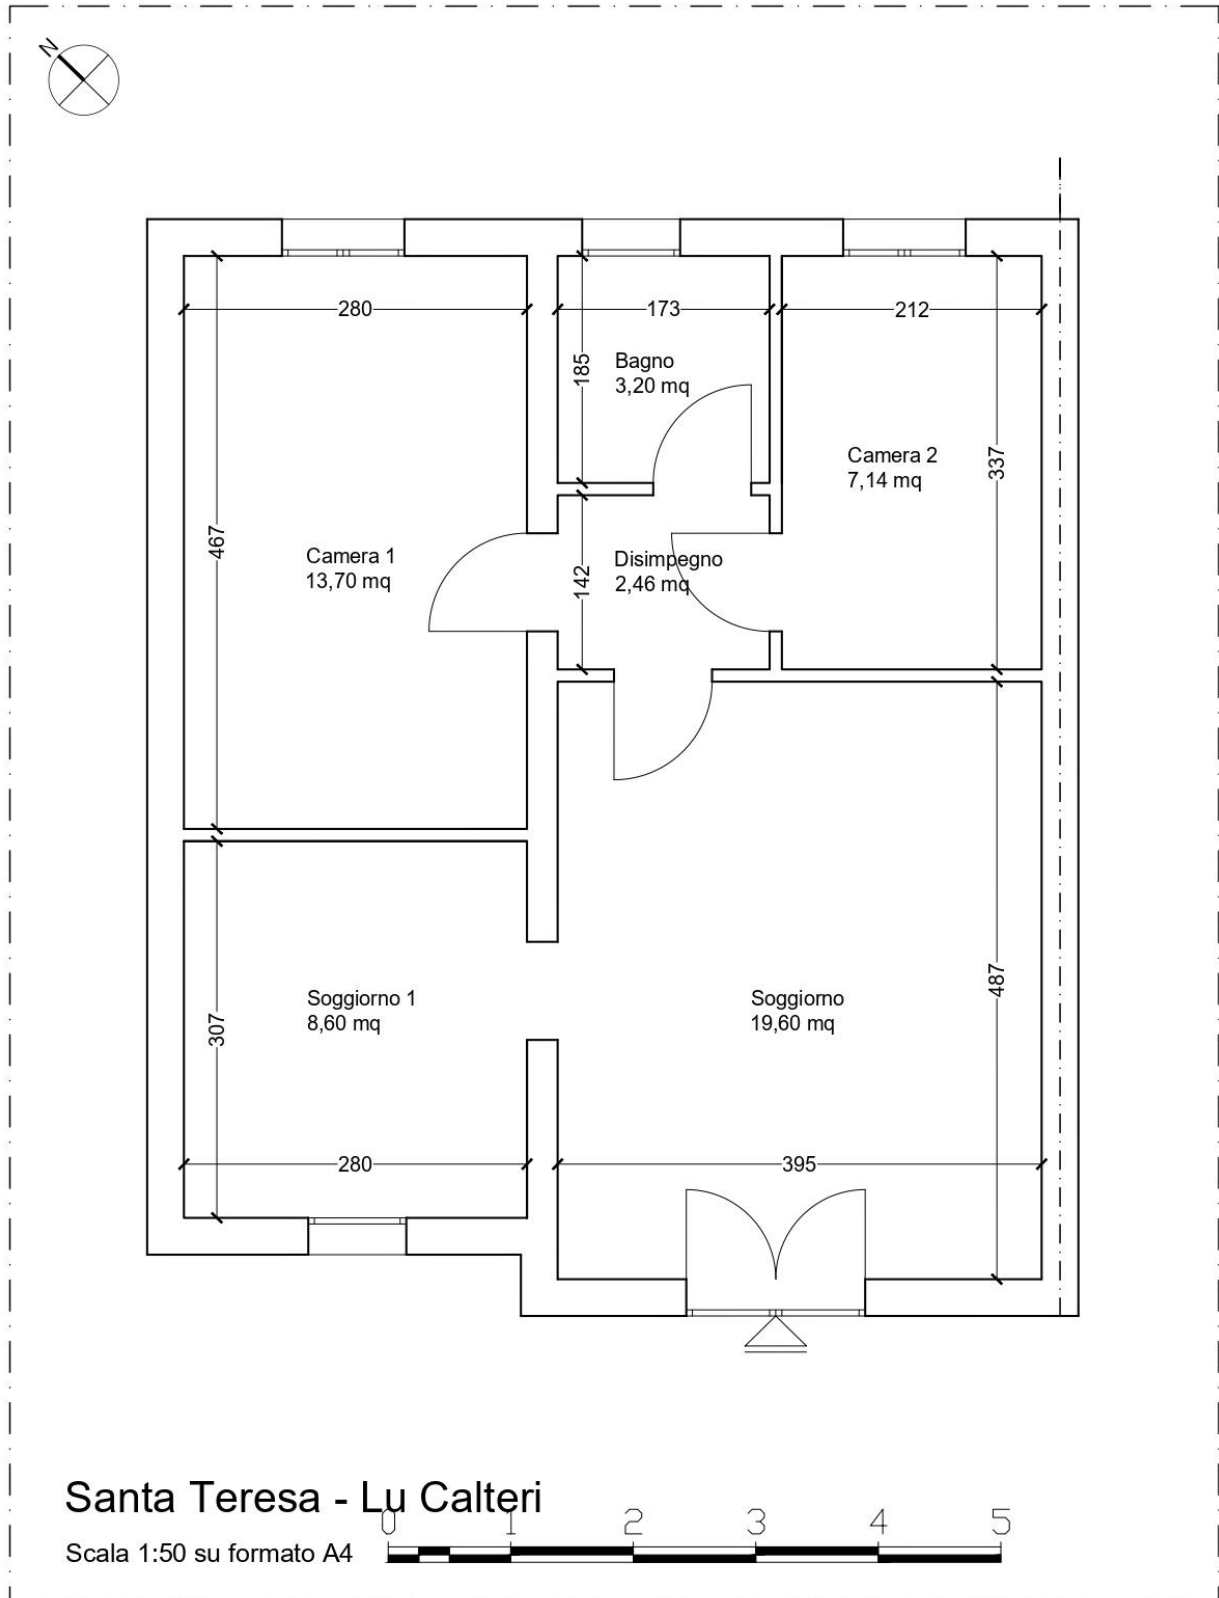 N
280
173
212
185
Bagno
3,20 mq
Camera 2
7,14 mq
337
467
Camera 1
13,70 mq
142
Disimpegno
2,46 mq
Soggiorno 1
8,60 mq
307
Soggiorno
19,60 mq
487
280
395
Santa Teresa - Lu Calteri
0 1 2 3 4 5
Scala 1:50 su formato A4